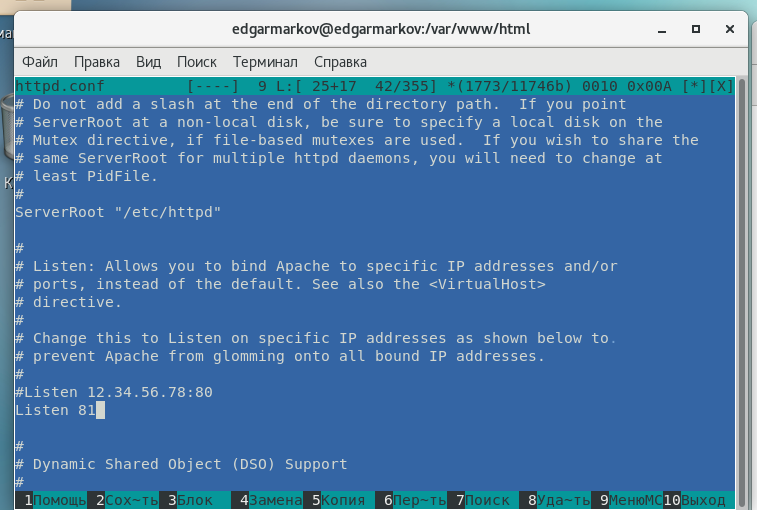 edgarmarkov@edgarmarkov:/var/www/html
Файл Правка Вид Поиск Терминал Справка
httpd.conf [----] 9 L:[ 25+17 42/355] *(1773/11746b) 0010 0x00A [*][X]
# Do not add a slash at the end of the directory path. If you point
# ServerRoot at a non-local disk, be sure to specify a local disk on the
# Mutex directive, if file-based mutexes are used. If you wish to share the
# same ServerRoot for multiple httpd daemons, you will need to change at
# least PidFile.
#
ServerRoot "/etc/httpd"
#
# Listen: Allows you to bind Apache to specific IP addresses and/or
# ports, instead of the default. See also the <VirtualHost>
# directive.
#
# Change this to Listen on specific IP addresses as shown below to.
# prevent Apache from glomming onto all bound IP addresses.
#
#Listen 12.34.56.78:80
Listen 81
#
# Dynamic Shared Object (DSO) Support
#
1Помощь 2Сох~ть 3Блок 4Замена 5Копия 6Пер~ть 7Поиск 8Уда~ть 9МенюMC 10Выход